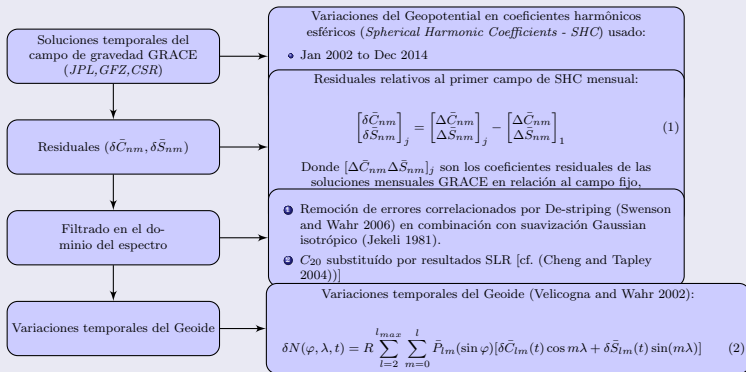 Soluciones temporales del
campo de gravedad GRACE
(JPL,GFZ,CSR)
Variaciones del Geopotential en coeficientes harmônicos
esféricos (Spherical Harmonic Coefficients - SHC) usado:
Jan 2002 to Dec 2014
Residuales (δC̄nm, δS̄nm)
Residuales relativos al primer campo de SHC mensual:
[δC̄nm δS̄nm]j = [ΔC̄nm ΔS̄nm]j − [ΔC̄nm ΔS̄nm]1 (1)
Donde [ΔC̄nmΔS̄nm]j son los coeficientes residuales de las
soluciones mensuales GRACE en relación al campo fijo,
Filtrado en el do-
minio del espectro
1 Remoción de errores correlacionados por De-striping (Swenson
and Wahr 2006) en combinación con suavización Gaussian
isotrópico (Jekeli 1981).
2 C20 substituído por resultados SLR [cf. (Cheng and Tapley
2004))]
Variaciones temporales del Geoide
Variaciones temporales del Geoide (Velicogna and Wahr 2002):
δN(φ, λ, t) = R ∑_{l=2}^{lmax} ∑_{m=0}^{l} P̄lm(sin φ)[δC̄lm(t) cos mλ + δS̄lm(t) sin(mλ)] (2)